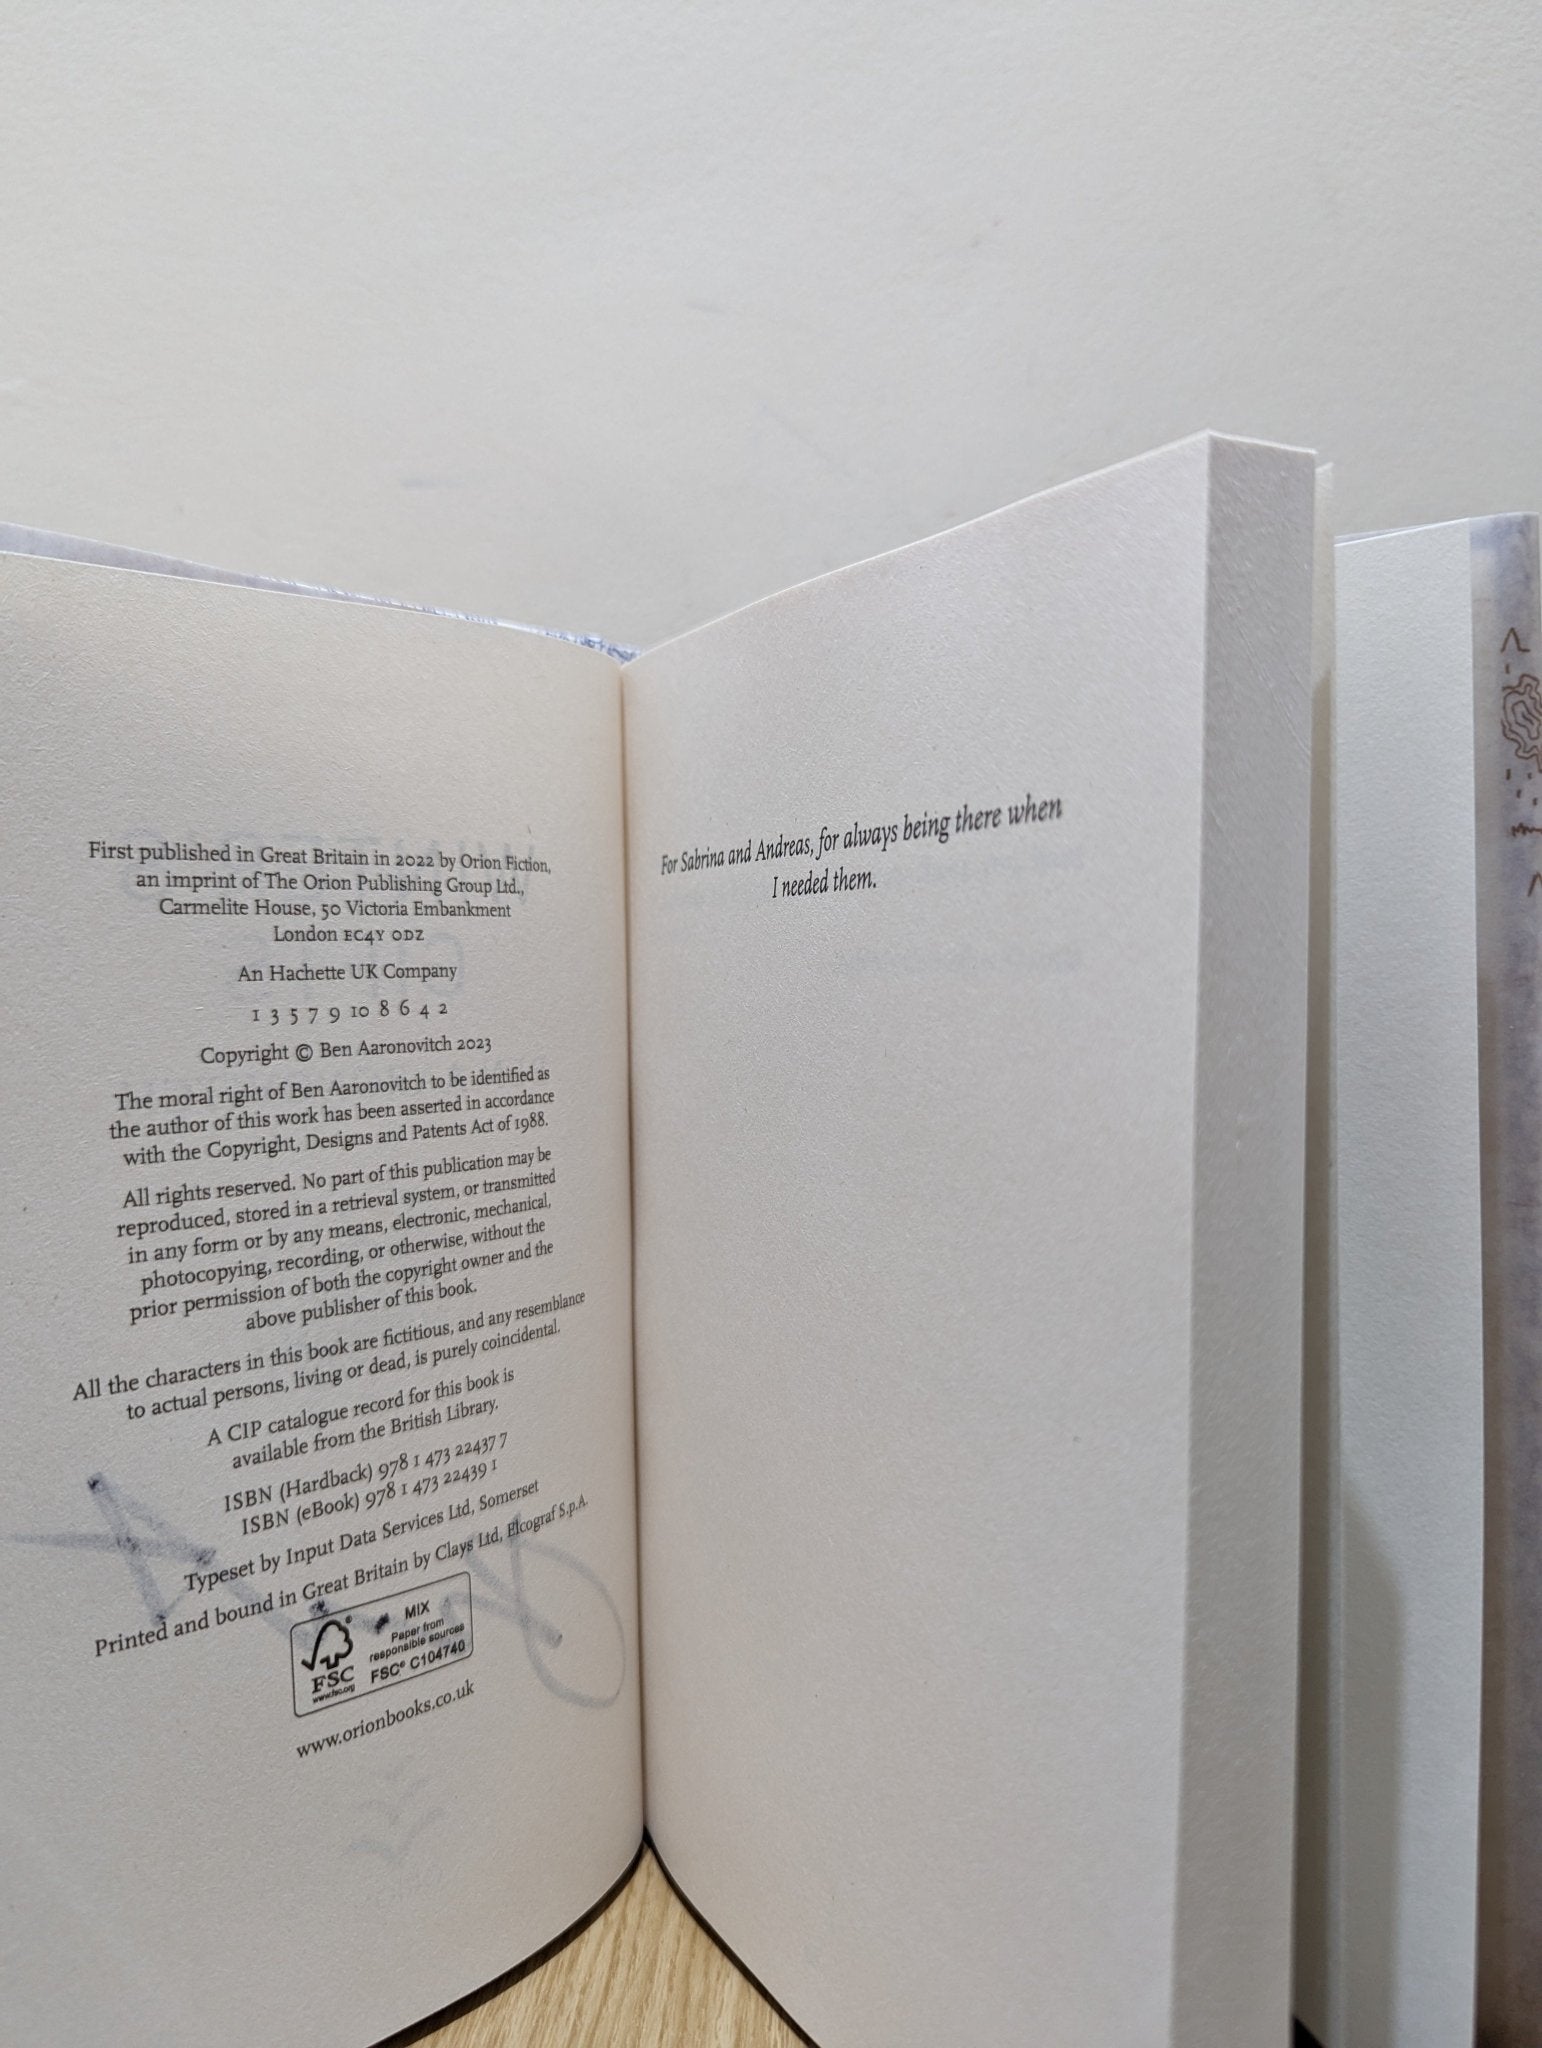 First published in Great Britain in 2022 by Orion Fiction,
an imprint of The Orion Publishing Group Ltd.,
Carmelite House, 50 Victoria Embankment
London EC4Y 0DZ
An Hachette UK Company
1 3 5 7 9 10 8 6 4 2
Copyright © Ben Aaronovitch 2023
The moral right of Ben Aaronovitch to be identified as
the author of this work has been asserted in accordance
with the Copyright, Designs and Patents Act of 1988.
All rights reserved. No part of this publication may be
reproduced, stored in a retrieval system, or transmitted
in any form or by any means, electronic, mechanical,
photocopying, recording, or otherwise, without the
prior permission of both the copyright owner and the
above publisher of this book.
All the characters in this book are fictitious, and any resemblance
to actual persons, living or dead, is purely coincidental.
A CIP catalogue record for this book is
available from the British Library.
ISBN (Hardback) 978 1 473 22437 7
ISBN (eBook) 978 1 473 22439 1
Typeset by Input Data Services Ltd, Somerset
Printed and bound in Great Britain by Clays Ltd, Elcograf S.p.A.
MIX
Paper from
responsible sources
FSC® C104740
FSC
www.fsc.org
www.orionbooks.co.uk
For Sabrina and Andreas, for always being there when
I needed them.